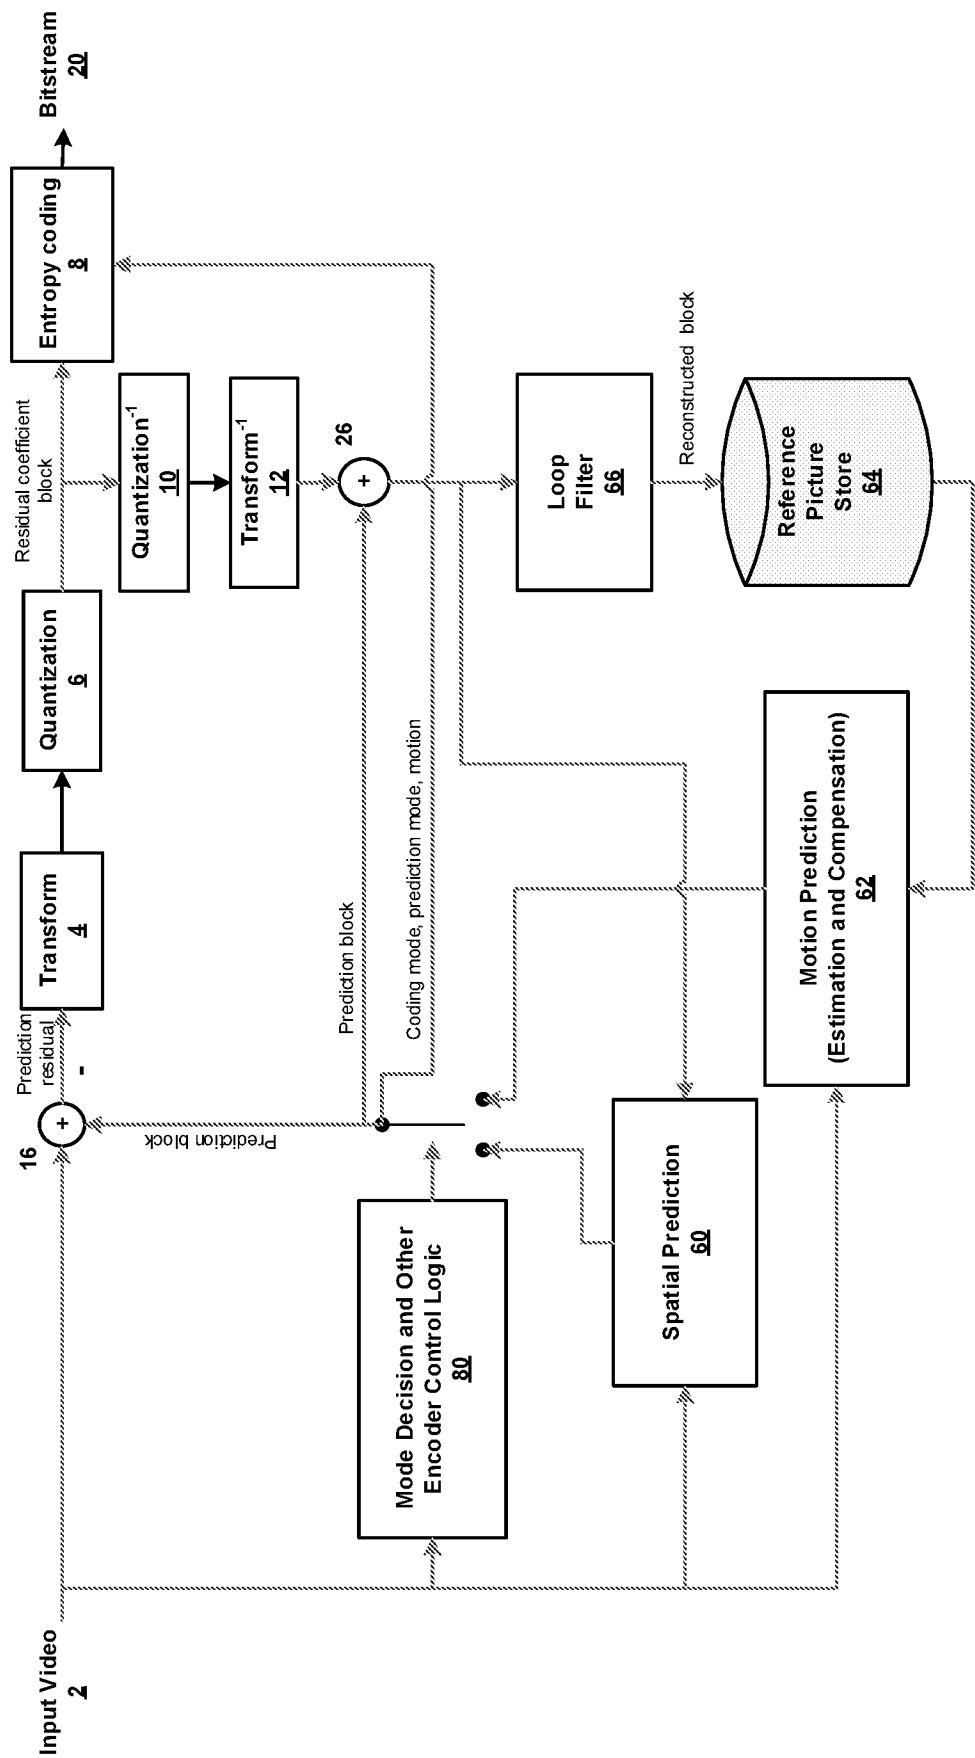 Input Video
2
16
+
Prediction
residual
-
Transform
4
Quantization
6
Residual coefficient
block
Entropy coding
8
Bitstream
20
Quantization-1
10
Transform-1
12
26
+
Prediction block
Prediction block
Coding mode, prediction mode, motion
Mode Decision and Other
Encoder Control Logic
80
Spatial Prediction
60
Motion Prediction
(Estimation and Compensation)
62
Loop
Filter
66
Reconstructed block
Reference
Picture
Store
64